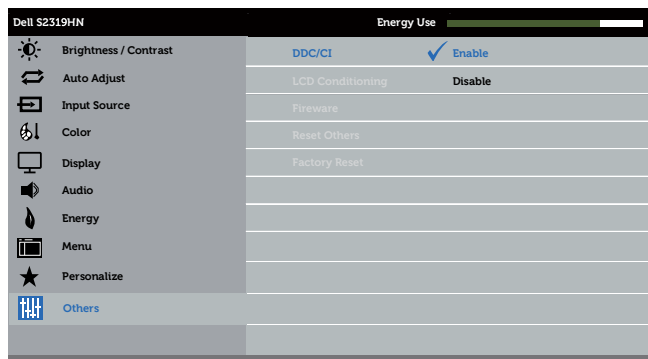 Dell S2319HN Energy Use
Brightness / Contrast DDC/CI Enable
Auto Adjust LCD Conditioning Disable
Input Source Fireware
Color Reset Others
Display Factory Reset
Audio
Energy
Menu
Personalize
Others